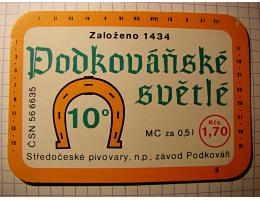 Založeno 1434
Podkováňské
světlé
10°
ČSN 56 6635
MC za 0,5 l
Kčs
1,70
Středočeské pivovary, n.p., závod Podkováň